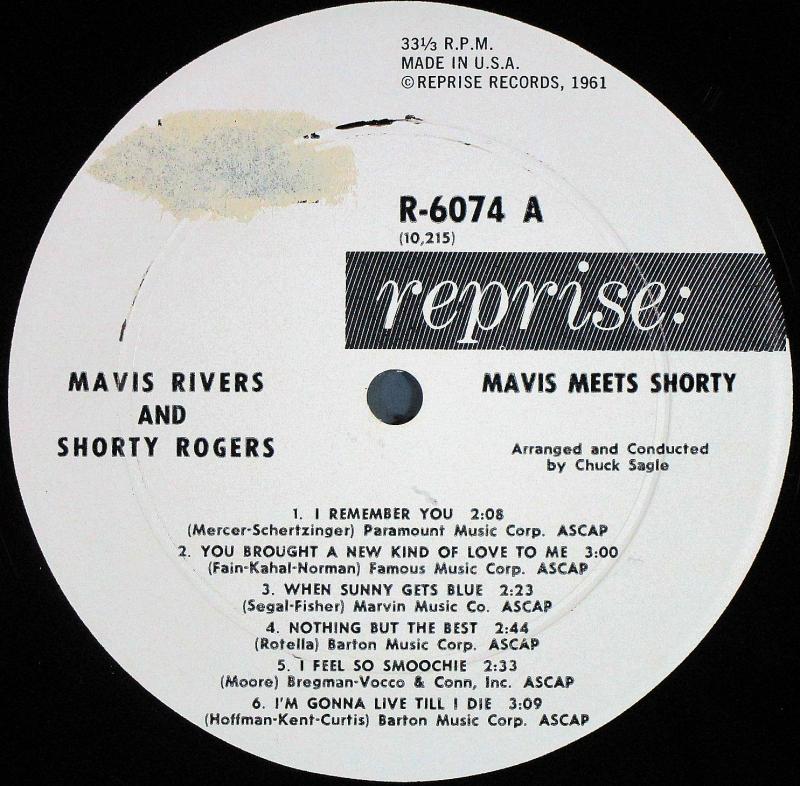 33⅓ R.P.M.
MADE IN U.S.A.
©REPRISE RECORDS, 1961
R-6074 A
(10,215)
reprise:
MAVIS RIVERS
AND
SHORTY ROGERS
MAVIS MEETS SHORTY
Arranged and Conducted
by Chuck Sagle
1. I REMEMBER YOU 2:08
(Mercer-Schertzinger) Paramount Music Corp. ASCAP
2. YOU BROUGHT A NEW KIND OF LOVE TO ME 3:00
(Fain-Kahal-Norman) Famous Music Corp. ASCAP
3. WHEN SUNNY GETS BLUE 2:23
(Segal-Fisher) Marvin Music Co. ASCAP
4. NOTHING BUT THE BEST 2:44
(Rotella) Barton Music Corp. ASCAP
5. I FEEL SO SMOOCHIE 2:33
(Moore) Bregman-Vocco & Conn, Inc. ASCAP
6. I'M GONNA LIVE TILL I DIE 3:09
(Hoffman-Kent-Curtis) Barton Music Corp. ASCAP